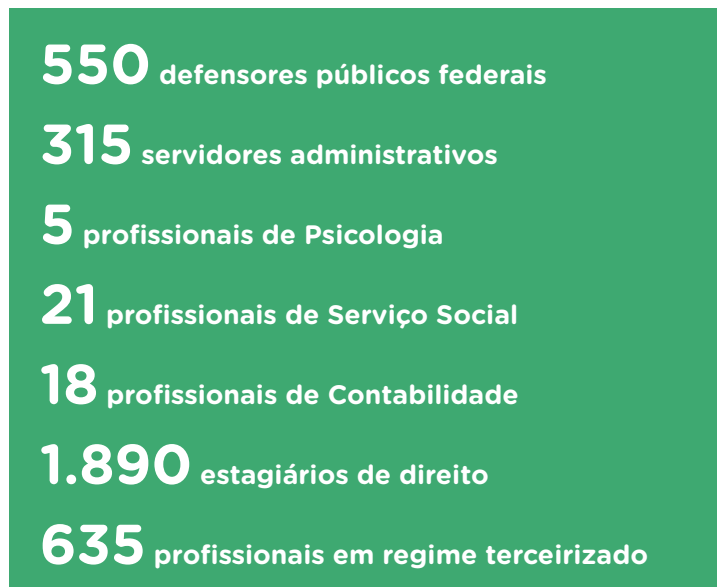 550 defensores públicos federais
315 servidores administrativos
5 profissionais de Psicologia
21 profissionais de Serviço Social
18 profissionais de Contabilidade
1.890 estagiários de direito
635 profissionais em regime terceirizado